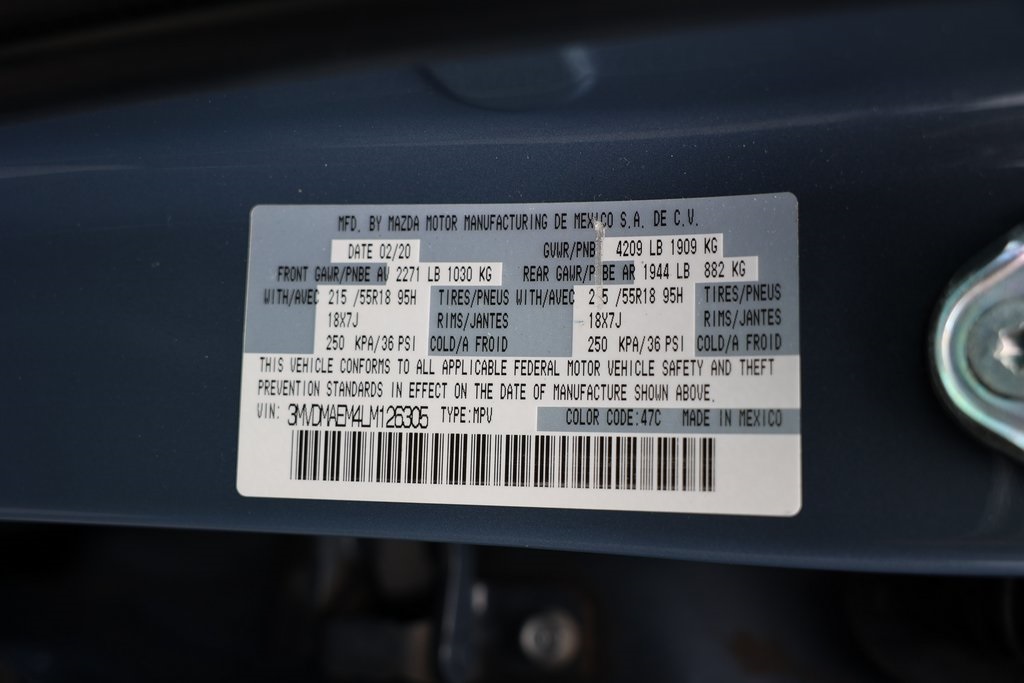 MFD. BY MAZDA MOTOR MANUFACTURING DE MEXICO S.A. DE C.V.
DATE 02/20 GVWR/PNB 4209 LB 1909 KG
FRONT GAWR/PNBE AV 2271 LB 1030 KG REAR GAWR/PNBE AR 1944 LB 882 KG
WITH/AVEC 215 /55R18 95H TIRES/PNEUS WITH/AVEC 2 5 /55R18 95H TIRES/PNEUS
18X7J RIMS/JANTES 18X7J RIMS/JANTES
250 KPA/36 PSI COLD/A FROID 250 KPA/36 PSI COLD/A FROID
THIS VEHICLE CONFORMS TO ALL APPLICABLE FEDERAL MOTOR VEHICLE SAFETY AND THEFT
PREVENTION STANDARDS IN EFFECT ON THE DATE OF MANUFACTURE SHOWN ABOVE.
VIN: 3MVDMAEM4LM126305 TYPE:MPV COLOR CODE:47C MADE IN MEXICO